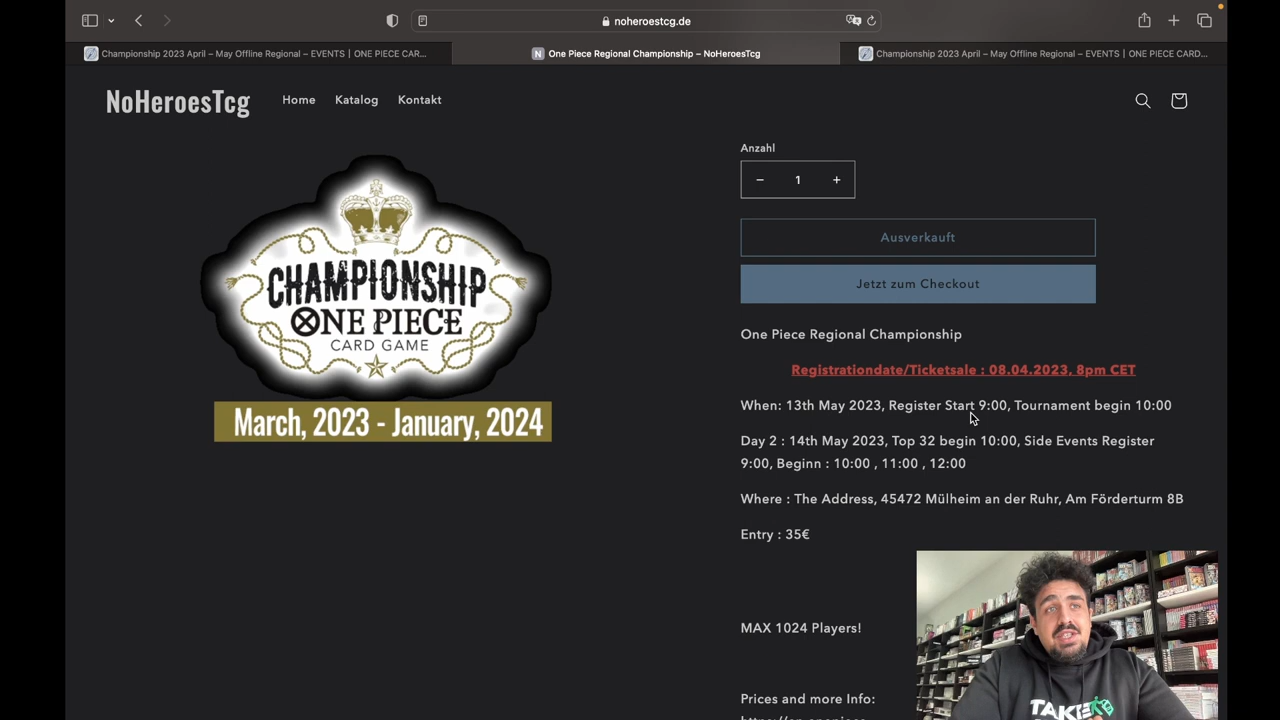 noheroestcg.de
Championship 2023 April – May Offline Regional – EVENTS | ONE PIECE CAR...
N One Piece Regional Championship – NoHeroesTcg
Championship 2023 April – May Offline Regional – EVENTS | ONE PIECE CARD...
NoHeroesTcg
Home
Katalog
Kontakt
CHAMPIONSHIP
ONE PIECE
CARD GAME
March, 2023 - January, 2024
Anzahl
− 1 +
Ausverkauft
Jetzt zum Checkout
One Piece Regional Championship
Registrationdate/Ticketsale : 08.04.2023, 8pm CET
When: 13th May 2023, Register Start 9:00, Tournament begin 10:00
Day 2 : 14th May 2023, Top 32 begin 10:00, Side Events Register
9:00, Beginn : 10:00 , 11:00 , 12:00
Where : The Address, 45472 Mülheim an der Ruhr, Am Förderturm 8B
Entry : 35€
MAX 1024 Players!
Prices and more Info: